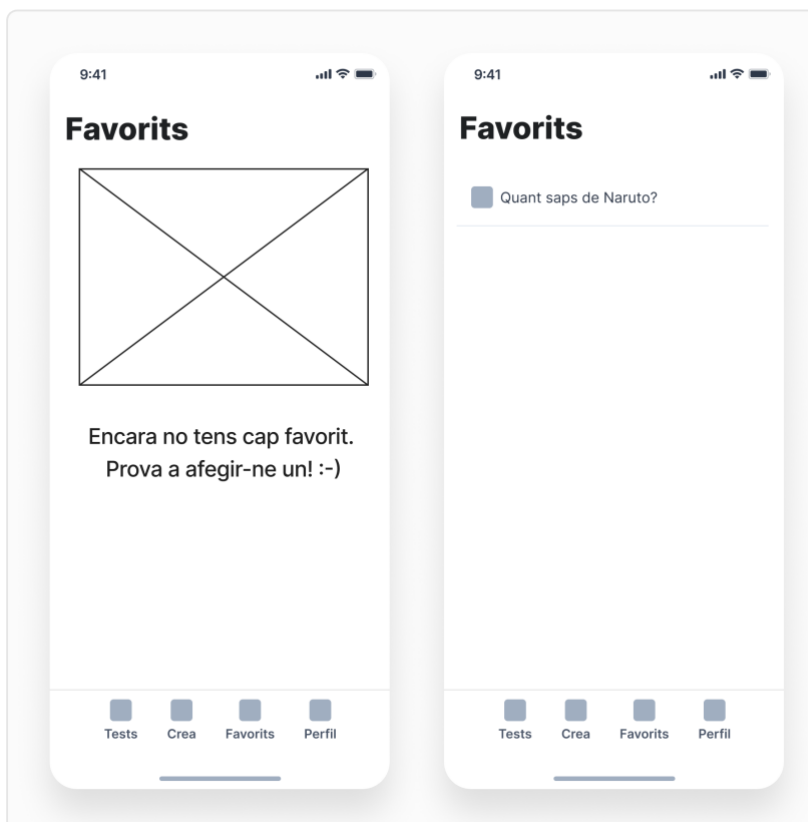 9:41
Favorits
Encara no tens cap favorit.
Prova a afegir-ne un! :-)
Tests
Crea
Favorits
Perfil
9:41
Favorits
Quant saps de Naruto?
Tests
Crea
Favorits
Perfil